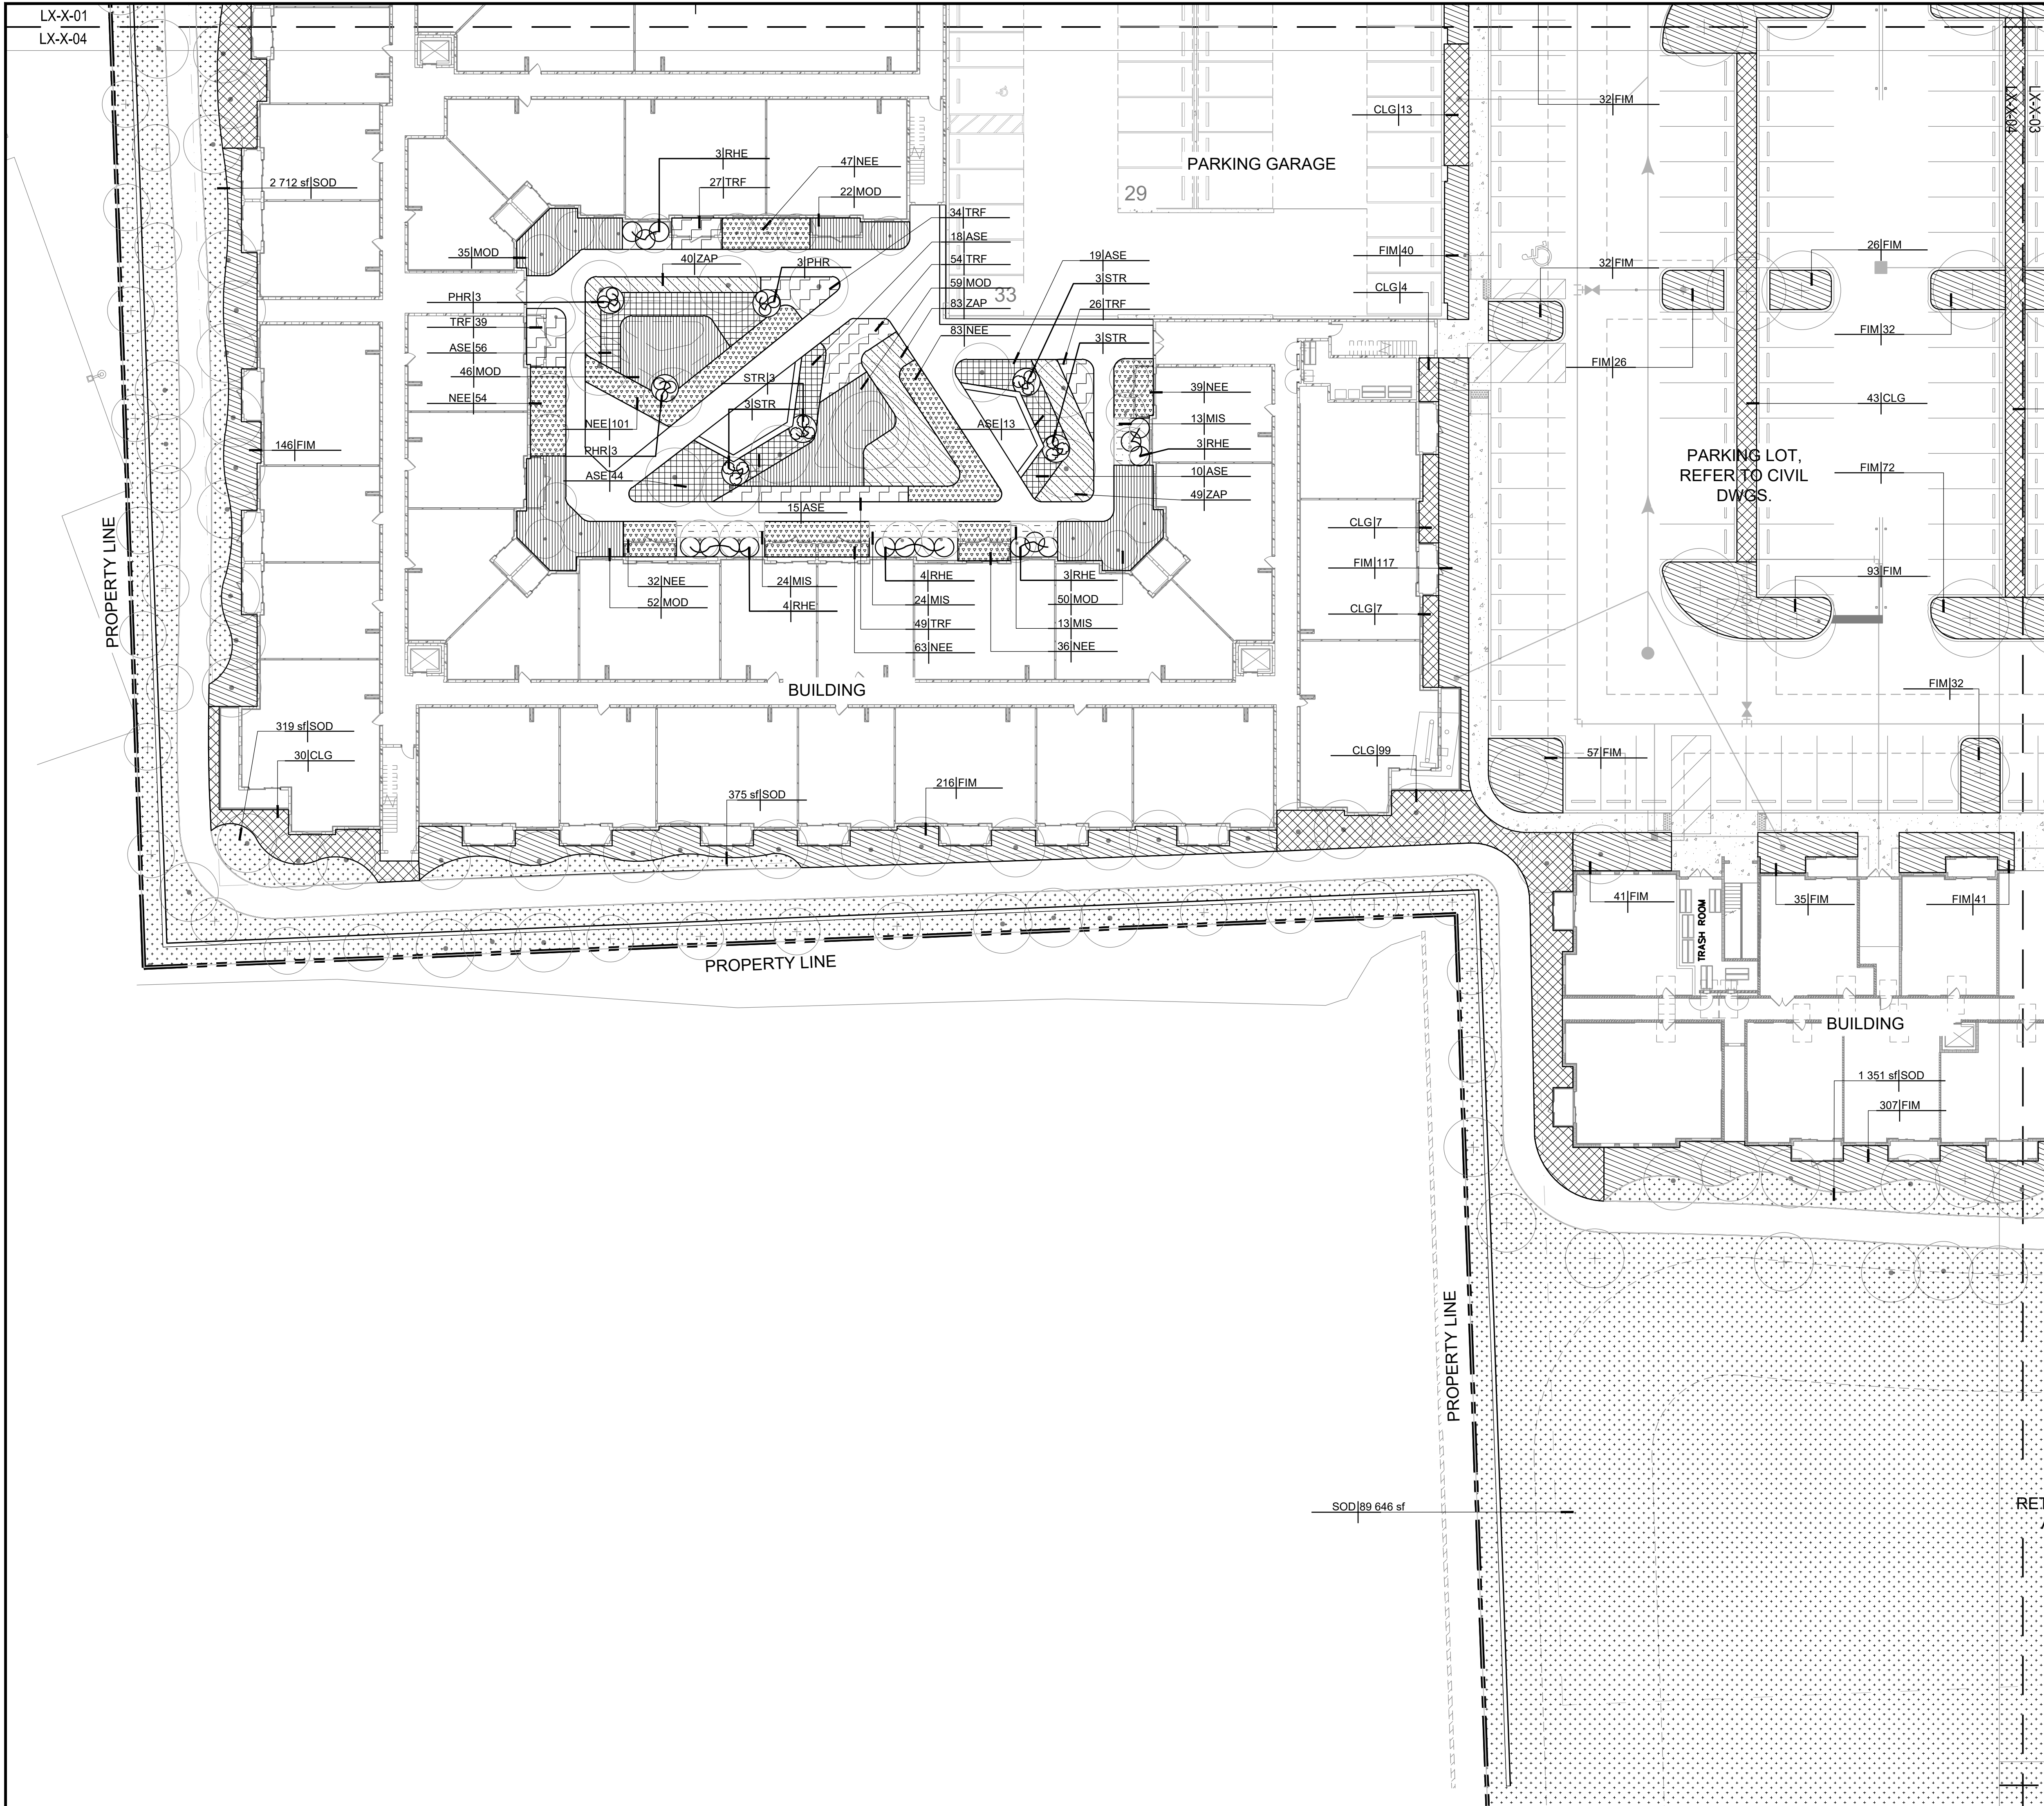 LX-X-01
LX-X-04
LX-X-04
LX-X-03
CLG 13
32 FIM
PARKING GARAGE
29
3 RHE
47 NEE
27 TRF
22 MOD
2 712 sf SOD
34 TRF
18 ASE
35 MOD
40 ZAP
3 PHR
54 TRF
19 ASE
FIM 40
26 FIM
32 FIM
3 STR
59 MOD
33
CLG 4
PHR 3
83 ZAP
26 TRF
TRF 39
83 NEE
3 STR
FIM 32
ASE 56
FIM 26
46 MOD
STR 3
39 NEE
NEE 54
3 STR
43 CLG
NEE 101
ASE 13
13 MIS
146 FIM
3 RHE
PHR 3
PARKING LOT,
REFER TO CIVIL
DWGS.
ASE 44
10 ASE
FIM 72
49 ZAP
15 ASE
CLG 7
PROPERTY LINE
FIM 117
32 NEE
24 MIS
4 RHE
3 RHE
93 FIM
52 MOD
4 RHE
24 MIS
50 MOD
CLG 7
49 TRF
13 MIS
63 NEE
36 NEE
BUILDING
FIM 32
319 sf SOD
30 CLG
CLG 99
57 FIM
375 sf SOD
216 FIM
41 FIM
TRASH ROOM
35 FIM
FIM 41
PROPERTY LINE
BUILDING
1 351 sf SOD
307 FIM
PROPERTY LINE
SOD 89 646 sf